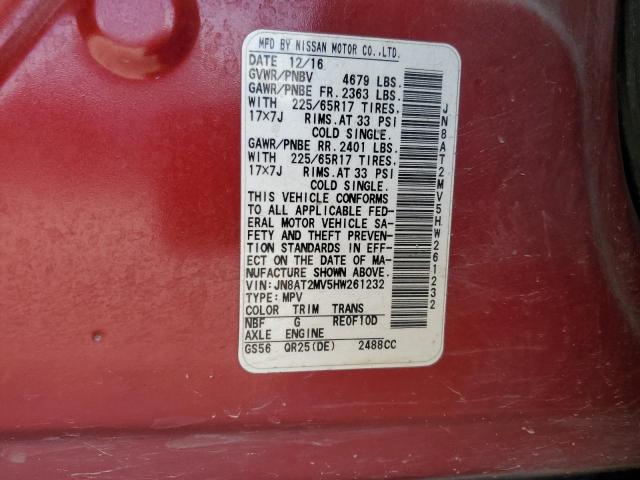 MFD BY NISSAN MOTOR CO.,LTD.
DATE 12/16
GVWR/PNBV 4679 LBS.
GAWR/PNBE FR. 2363 LBS.
WITH 225/65R17 TIRES.
17×7J RIMS.AT 33 PSI
COLD SINGLE.
GAWR/PNBE RR. 2401 LBS.
WITH 225/65R17 TIRES.
17×7J RIMS.AT 33 PSI
COLD SINGLE.
THIS VEHICLE CONFORMS
TO ALL APPLICABLE FED-
ERAL MOTOR VEHICLE SA-
FETY AND THEFT PREVEN-
TION STANDARDS IN EFF-
ECT ON THE DATE OF MA-
NUFACTURE SHOWN ABOVE.
VIN:JN8AT2MV5HW261232
TYPE: MPV
COLOR TRIM TRANS
NBF G RE0F10D
AXLE ENGINE
GS56 QR25(DE) 2488CC
JN8AT2MV5HW261232